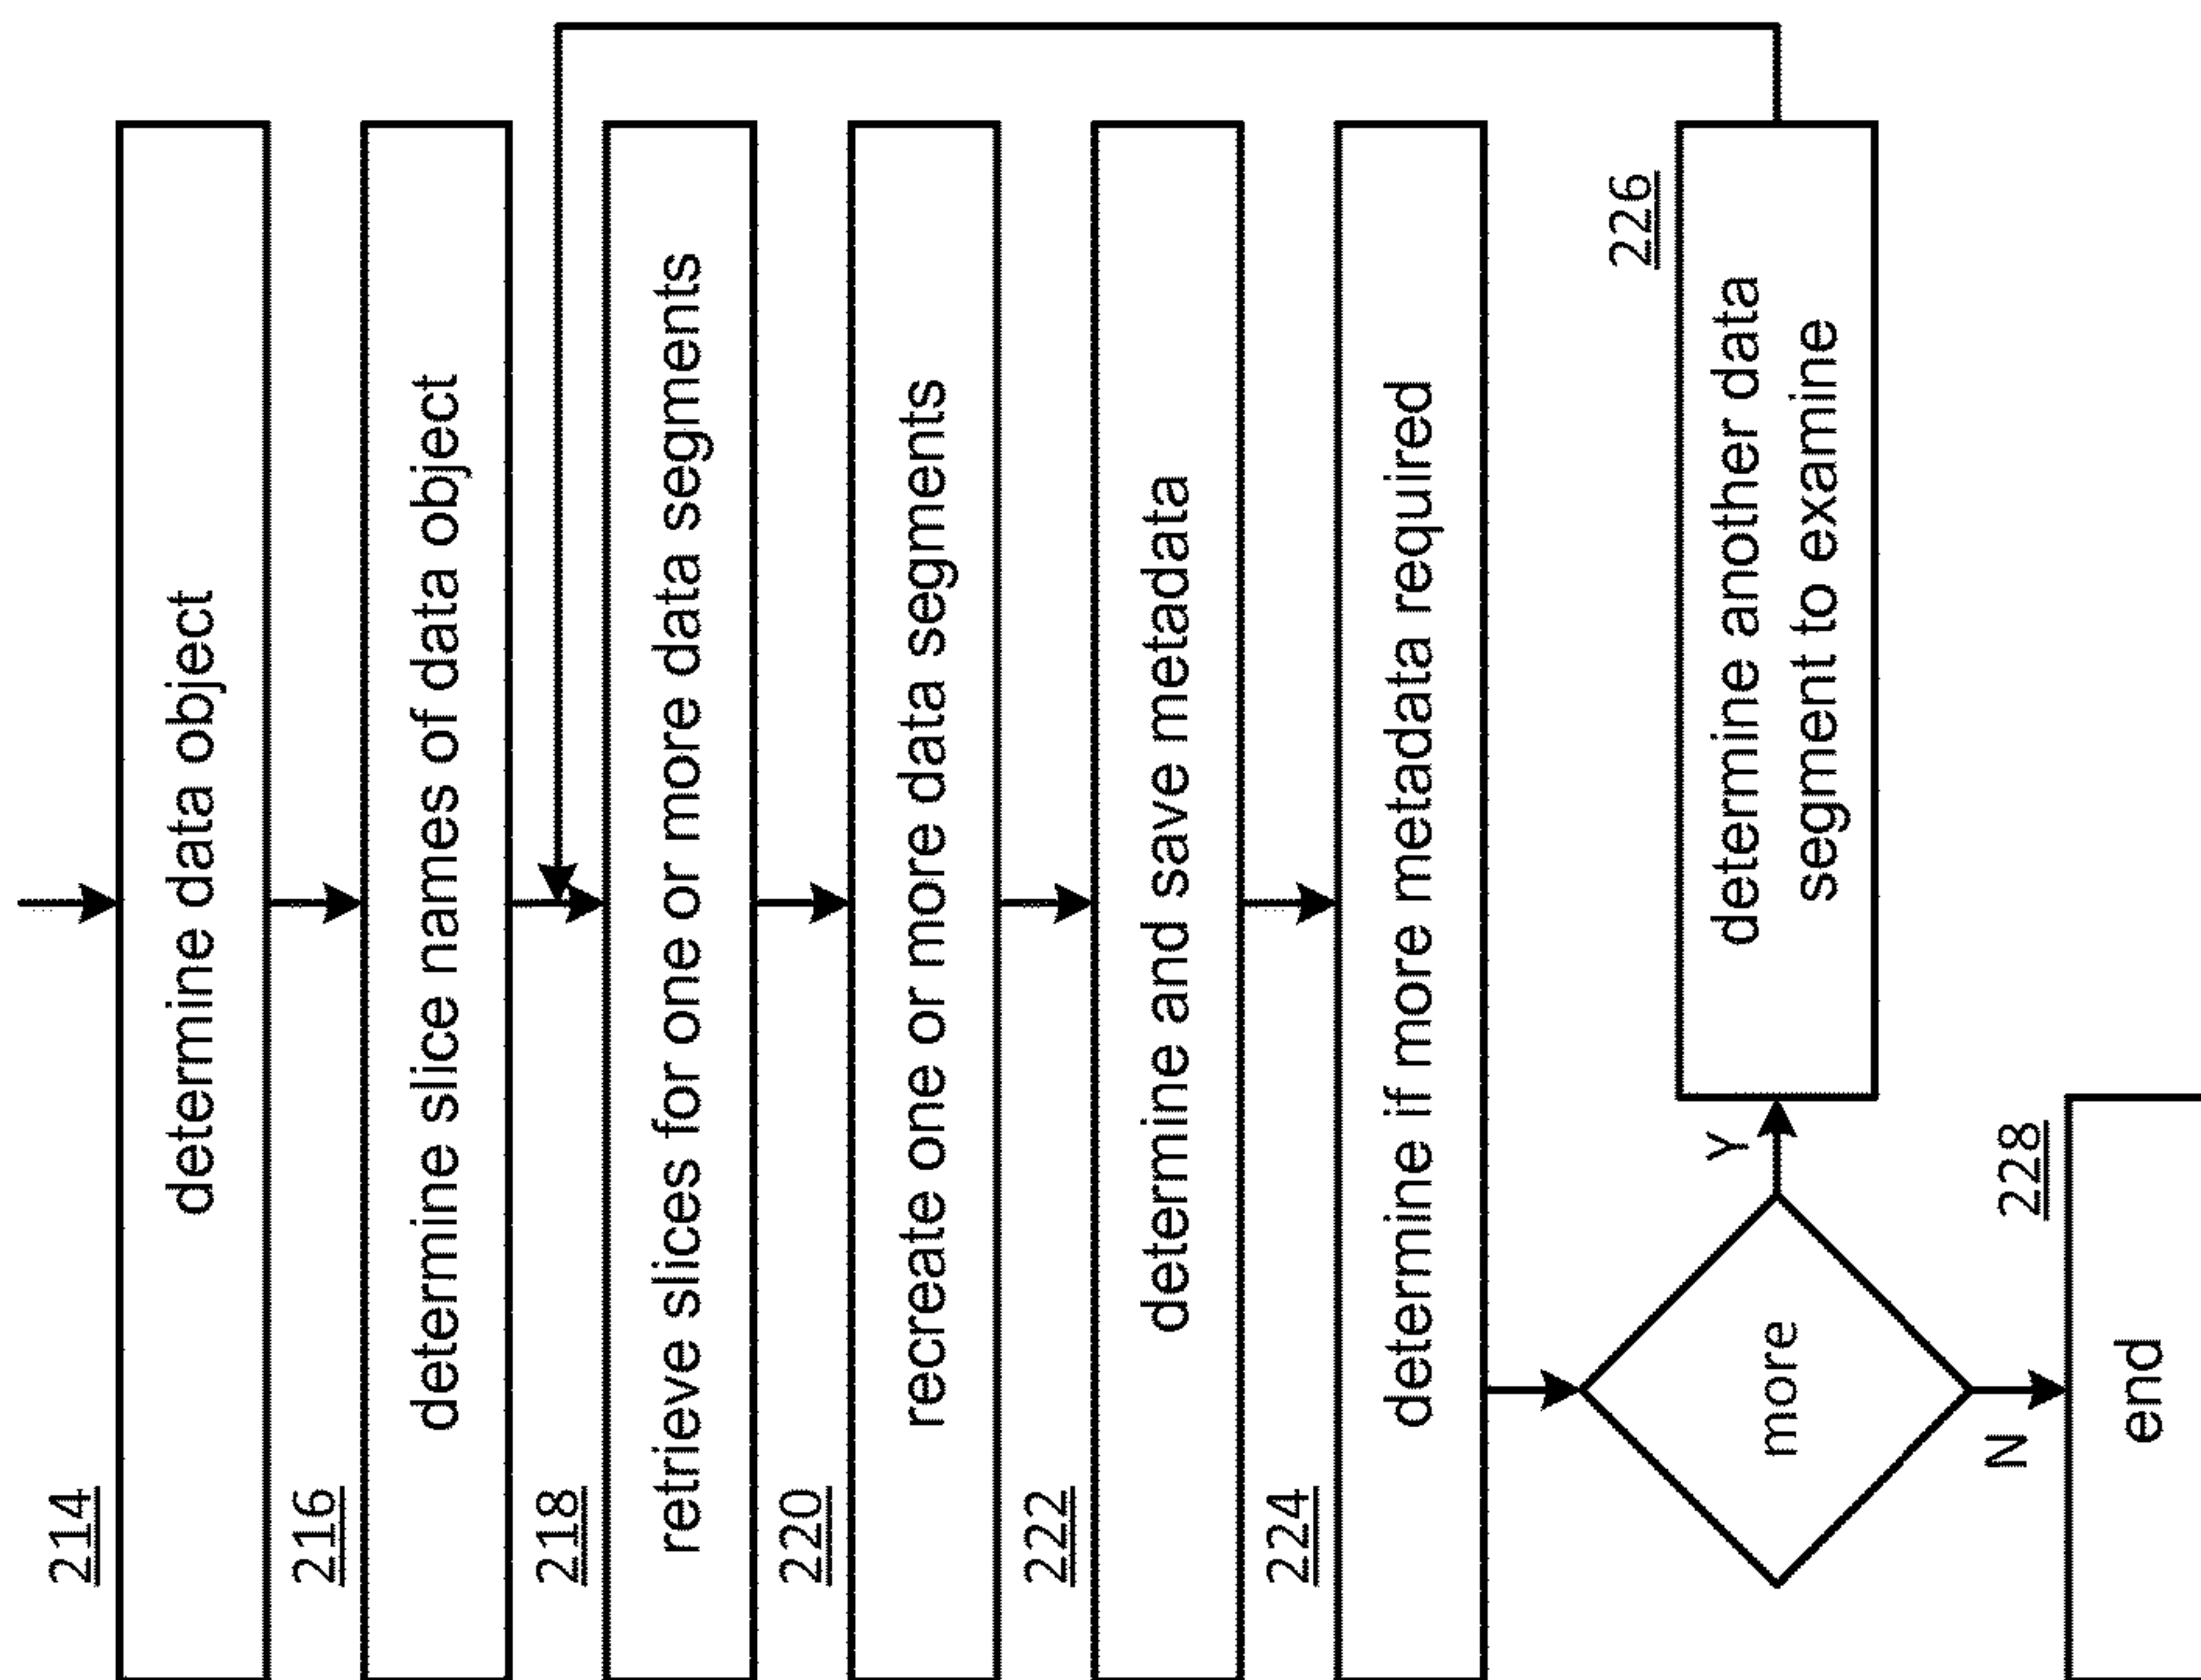 214
determine data object
216
determine slice names of data object
218
retrieve slices for one or more data segments
220
recreate one or more data segments
222
determine and save metadata
224
determine if more metadata required
more
Y
226
determine another data
segment to examine
N
228
end